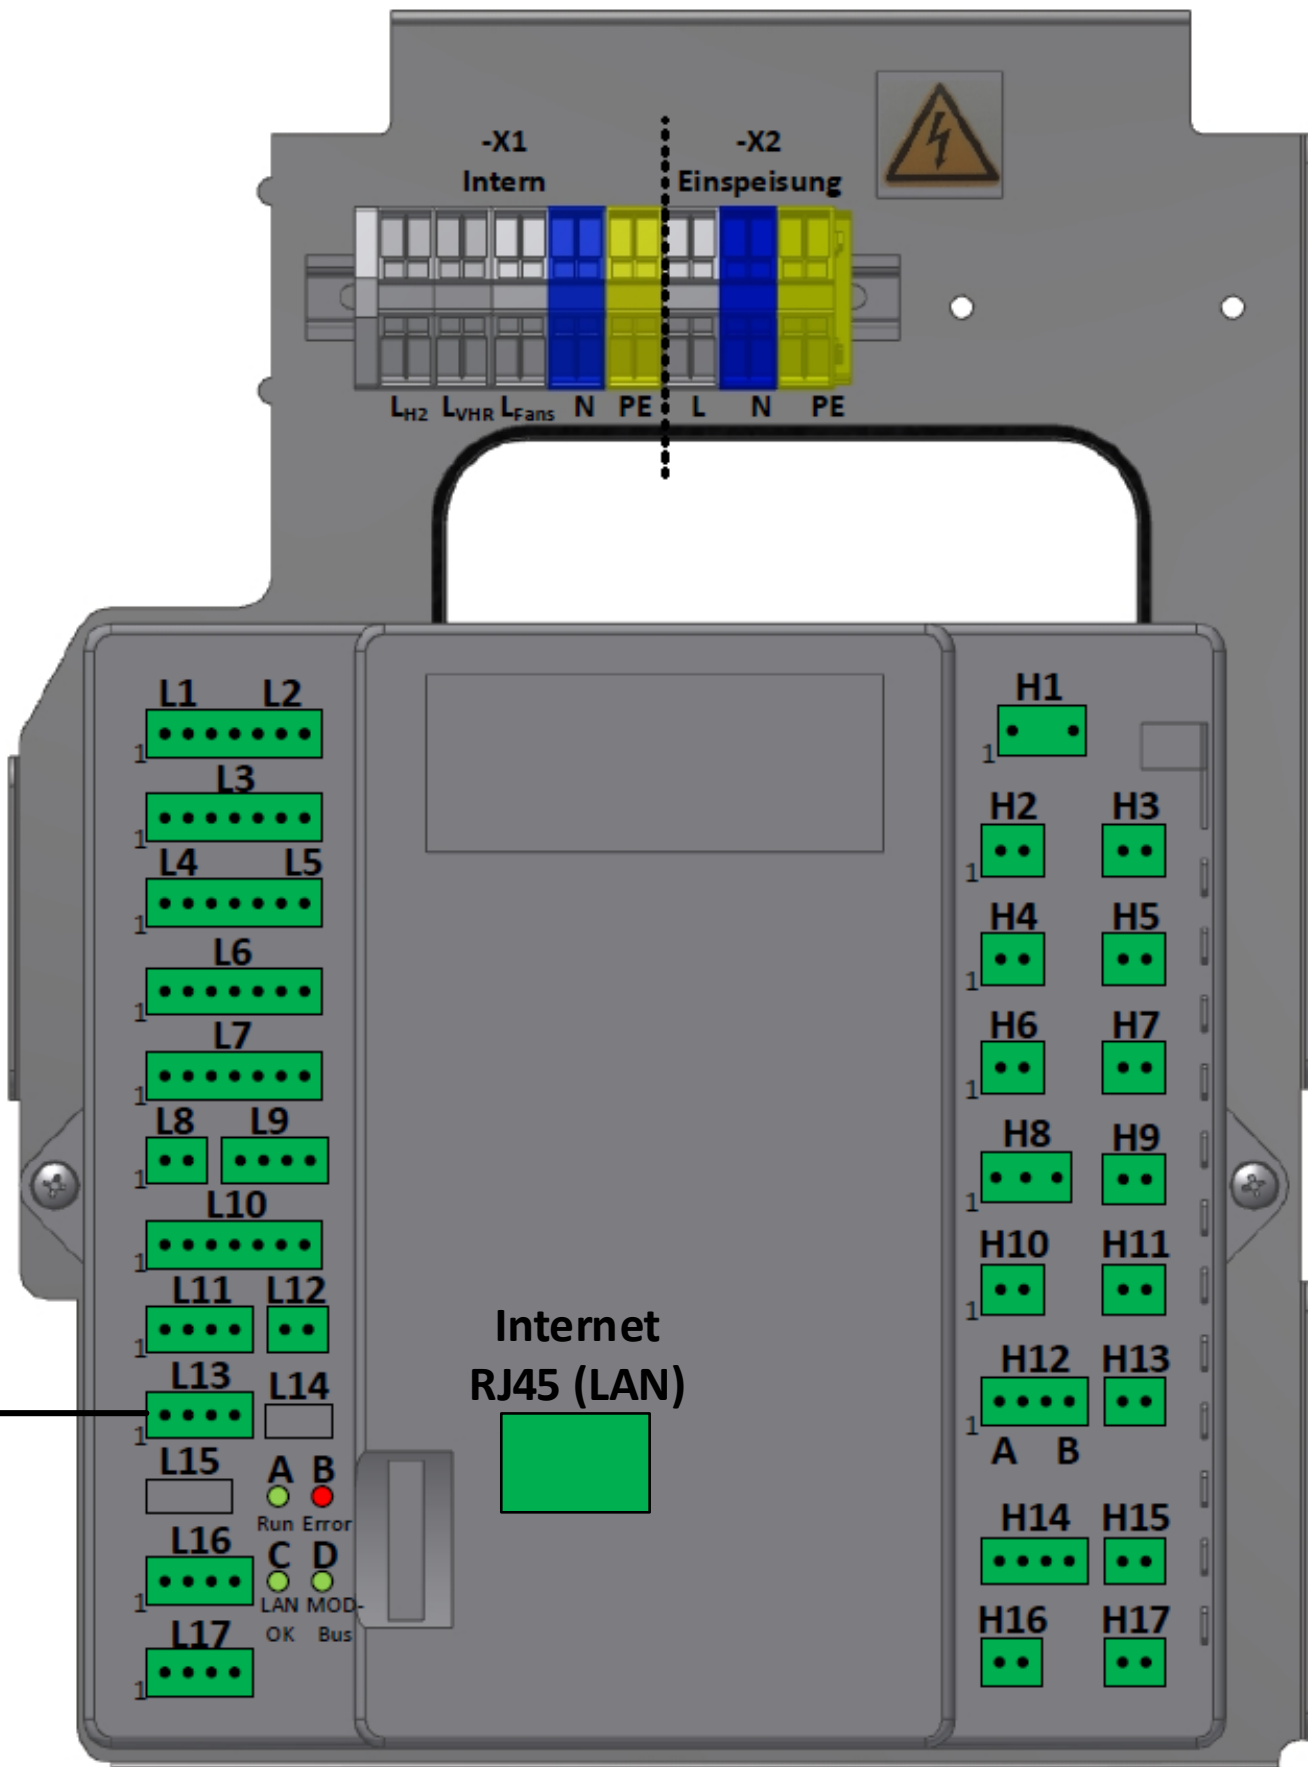 -X1
Intern
-X2
Einspeisung
LH2 LVHR LFans N PE L N PE
L1 L2
1
L3
1
L4 L5
1
L6
1
L7
1
L8 L9
1
L10
1
L11 L12
1
L13 L14
1
L15 A B
Run Error
L16 C D
1
LAN MOD-
OK Bus
L17
1
Internet
RJ45 (LAN)
H1
1
H2 H3
1
H4 H5
1
H6 H7
1
H8 H9
1
H10 H11
1
H12 H13
1
A B
H14 H15
H16 H17